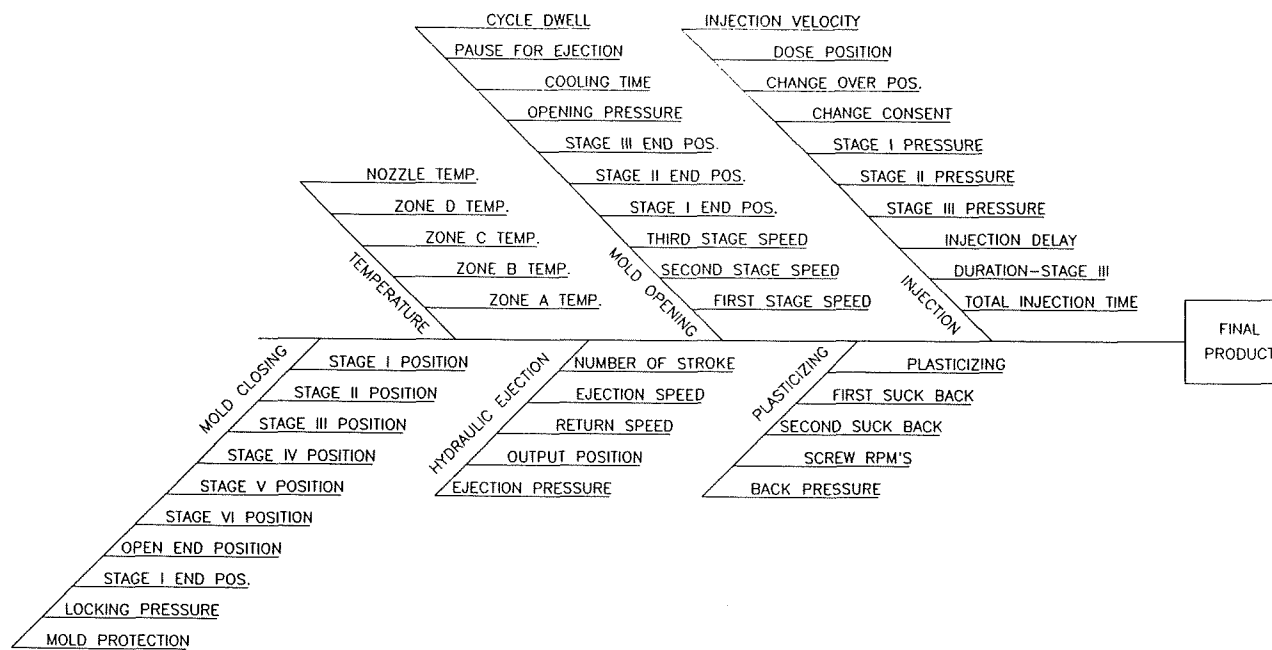 CYCLE DWELL
PAUSE FOR EJECTION
COOLING TIME
OPENING PRESSURE
STAGE III END POS.
STAGE II END POS.
STAGE I END POS.
THIRD STAGE SPEED
SECOND STAGE SPEED
FIRST STAGE SPEED
MOLD OPENING
INJECTION VELOCITY
DOSE POSITION
CHANGE OVER POS.
CHANGE CONSENT
STAGE I PRESSURE
STAGE II PRESSURE
STAGE III PRESSURE
INJECTION DELAY
DURATION-STAGE III
TOTAL INJECTION TIME
INJECTION
NOZZLE TEMP.
ZONE D TEMP.
ZONE C TEMP.
ZONE B TEMP.
ZONE A TEMP.
TEMPERATURE
FINAL
PRODUCT
MOLD CLOSING
STAGE I POSITION
STAGE II POSITION
STAGE III POSITION
STAGE IV POSITION
STAGE V POSITION
STAGE VI POSITION
OPEN END POSITION
STAGE I END POS.
LOCKING PRESSURE
MOLD PROTECTION
HYDRAULIC EJECTION
NUMBER OF STROKE
EJECTION SPEED
RETURN SPEED
OUTPUT POSITION
EJECTION PRESSURE
PLASTICIZING
PLASTICIZING
FIRST SUCK BACK
SECOND SUCK BACK
SCREW RPM'S
BACK PRESSURE